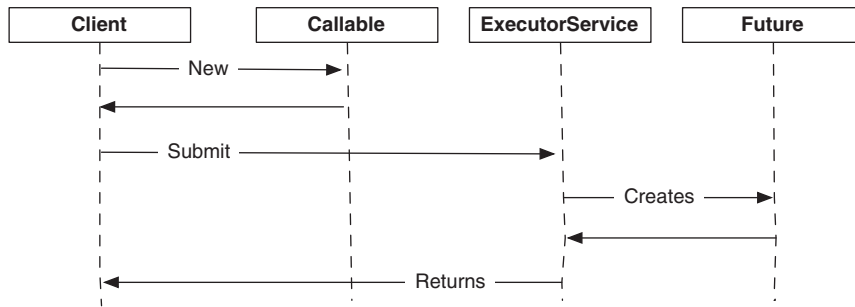 Client
Callable
ExecutorService
Future
New
Submit
Creates
Returns